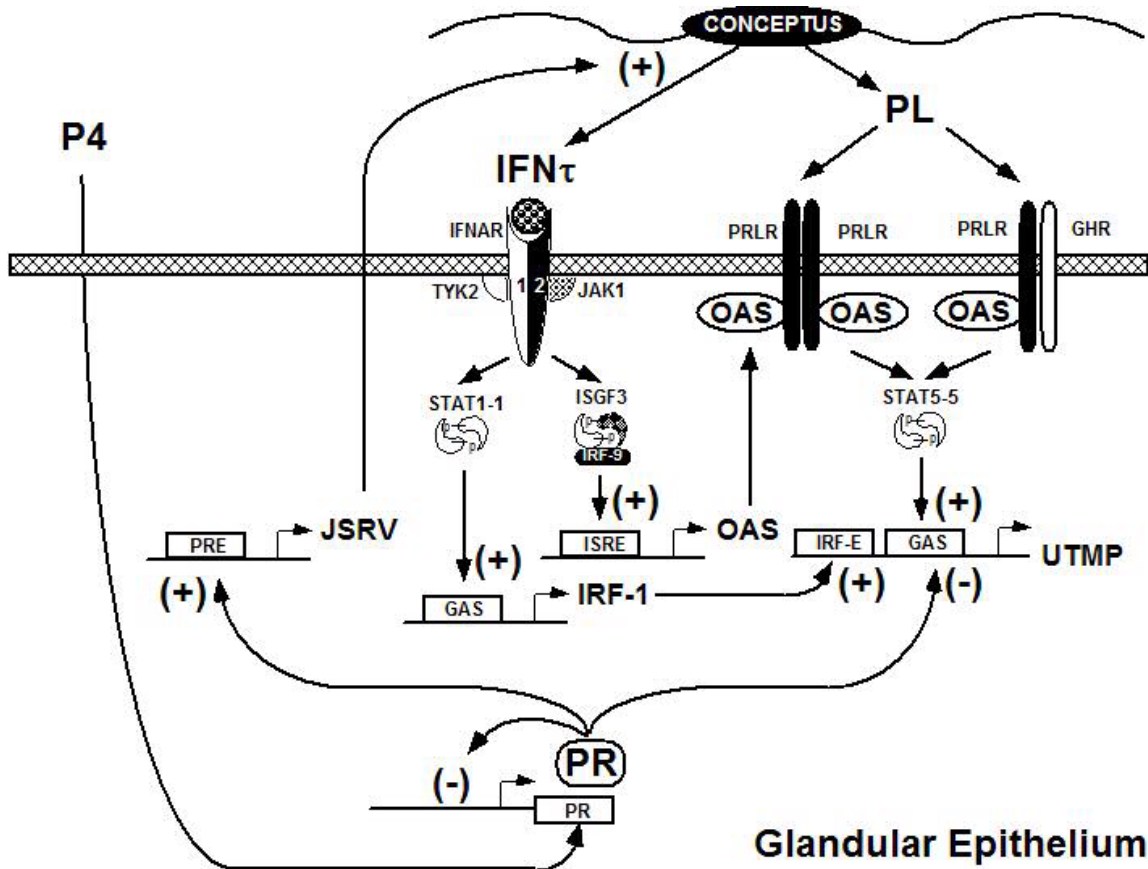 CONCEPTUS
(+)
PL
P4
IFNτ
IFNAR
PRLR
PRLR
PRLR
GHR
TYK2
1
2
JAK1
OAS
OAS
OAS
STAT1-1
p
p
ISGF3
p
p
IRF-9
STAT5-5
p
p
(+)
(+)
PRE
JSRV
ISRE
OAS
IRF-E
GAS
UTMP
(+)
(+)
GAS
IRF-1
(+)
(-)
PR
(-)
PR
Glandular Epithelium